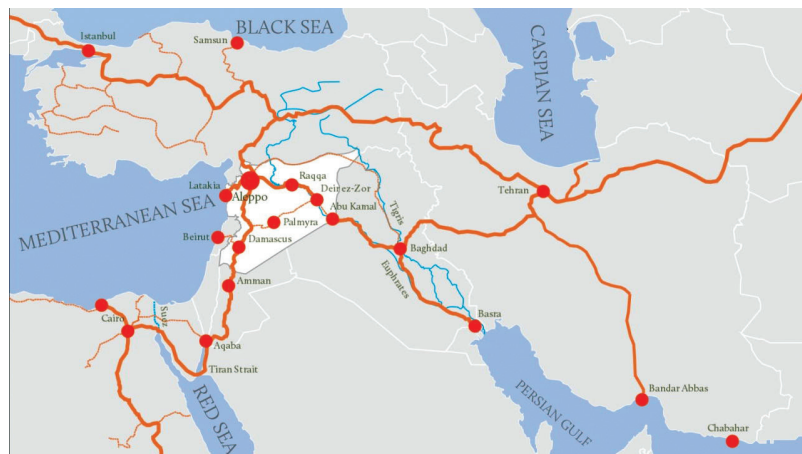 BLACK SEA
Istanbul
Samsun
CASPIAN SEA
Raqqa
Deir ez-Zor
Latakia
Aleppo
Abu Kamal
Tehran
MEDITERRANEAN SEA
Palmyra
Tigris
Beirut
Damascus
Baghdad
Euphrates
Amman
Suez
Cairo
Basra
Aqaba
Tiran Strait
RED SEA
PERSIAN GULF
Bandar Abbas
Chabahar